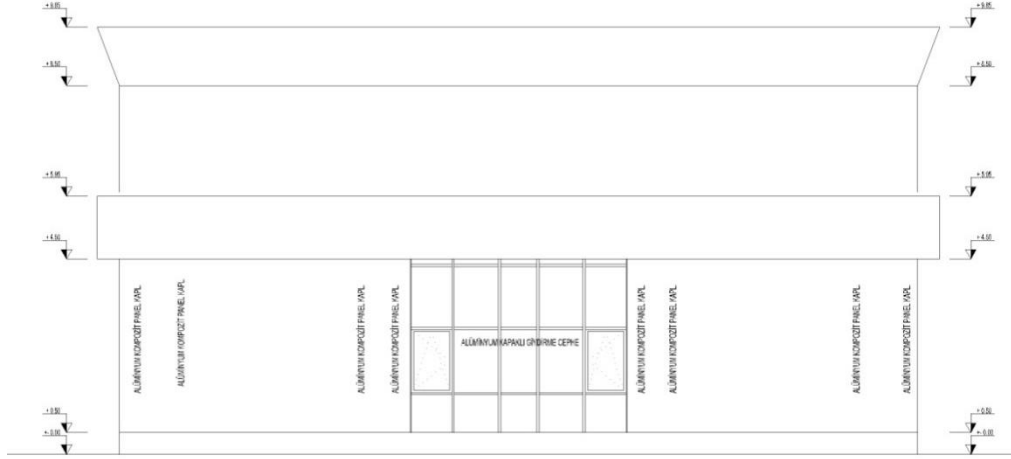 + 9.85
+ 9.85
+ 8.50
+ 8.50
+ 5.95
+ 5.95
+ 4.50
+ 4.50
ALÜMİNYUM KOMPOZİT PANEL KAPL.
ALÜMİNYUM KOMPOZİT PANEL KAPL.
ALÜMİNYUM KOMPOZİT PANEL KAPL.
ALÜMİNYUM KOMPOZİT PANEL KAPL.
ALÜMİNYUM KAPAKLI GİYDİRME CEPHE
ALÜMİNYUM KOMPOZİT PANEL KAPL.
ALÜMİNYUM KOMPOZİT PANEL KAPL.
ALÜMİNYUM KOMPOZİT PANEL KAPL.
ALÜMİNYUM KOMPOZİT PANEL KAPL.
+ 0.50
+ 0.50
+- 0.00
+- 0.00